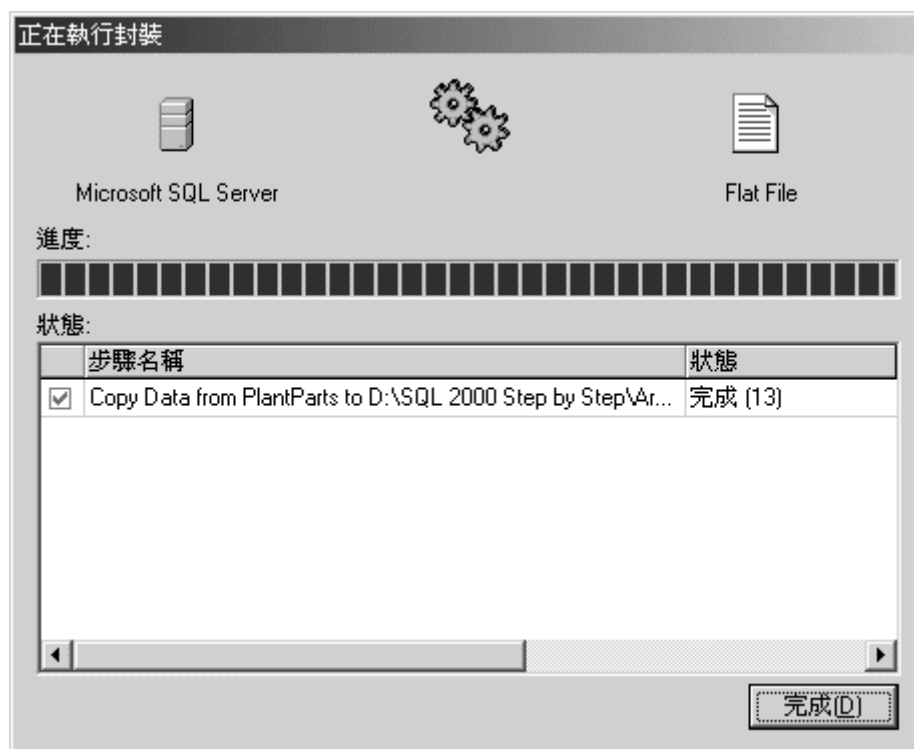 正在執行封裝
Microsoft SQL Server
Flat File
進度:
狀態:
步驟名稱 狀態
Copy Data from PlantParts to D:\SQL 2000 Step by Step\Ar... 完成 (13)
完成(D)